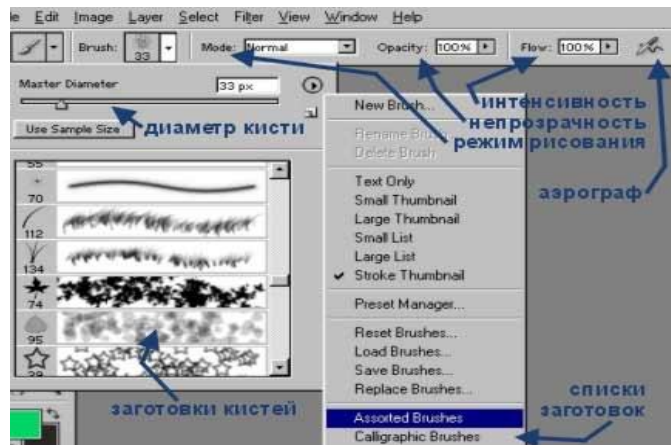 le Edit Image Layer Select Filter View Window Help
Brush: 33 Mode: Normal Opacity: 100% Flow: 100%
Master Diameter 33 px
диаметр кисти
Use Sample Size
55
70
112
134
74
95
29
заготовки кистей
New Brush...
Rename Brush...
Delete Brush
интенсивность
непрозрачность
режим рисования
аэрограф
Text Only
Small Thumbnail
Large Thumbnail
Small List
Large List
Stroke Thumbnail
Preset Manager...
Reset Brushes...
Load Brushes...
Save Brushes...
Replace Brushes...
Assorted Brushes
Calligraphic Brushes
списки
заготовок